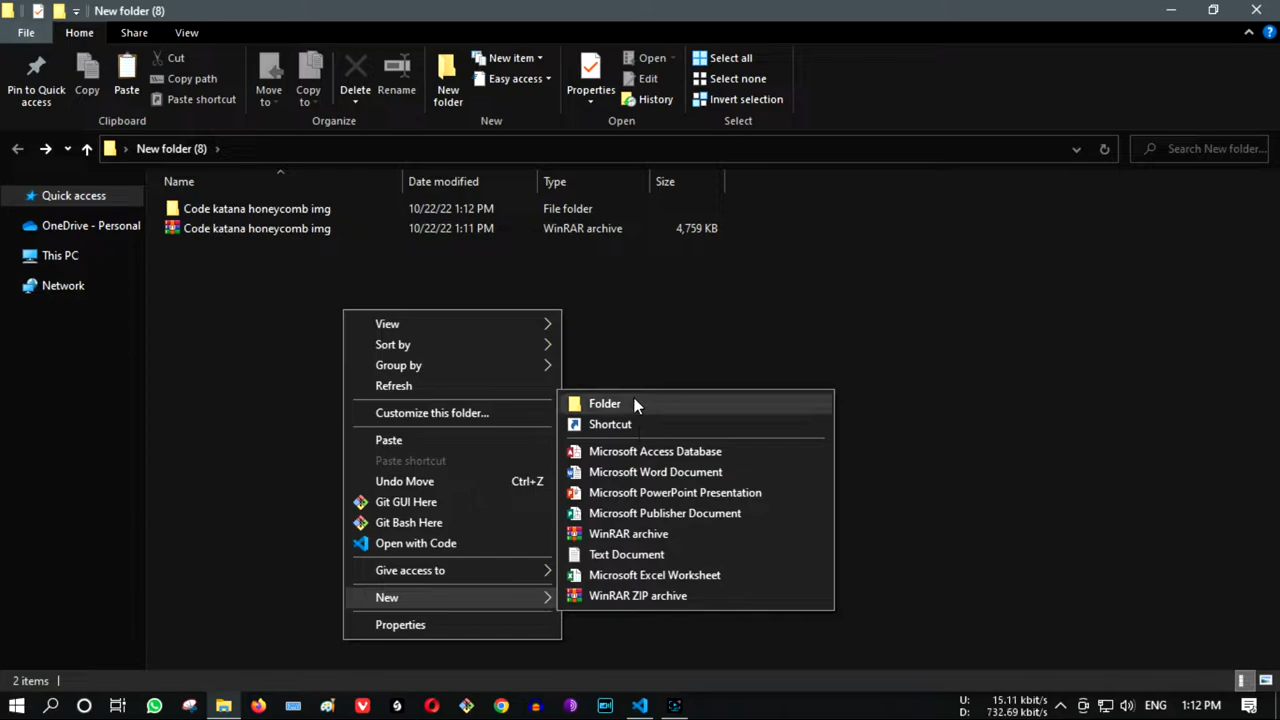 New folder (8)
File Home Share View
Pin to Quick access
Copy
Paste
Cut
Copy path
Paste shortcut
Clipboard
Move to
Copy to
Delete
Rename
Organize
New folder
New item
Easy access
New
Properties
Open
Edit
History
Open
Select all
Select none
Invert selection
Select
New folder (8)
Search New folder...
Name Date modified Type Size
Code katana honeycomb img 10/22/22 1:12 PM File folder
Code katana honeycomb img 10/22/22 1:11 PM WinRAR archive 4,759 KB
Quick access
OneDrive - Personal
This PC
Network
View
Sort by
Group by
Refresh
Customize this folder...
Paste
Paste shortcut
Undo Move Ctrl+Z
Git GUI Here
Git Bash Here
Open with Code
Give access to
New
Properties
Folder
Shortcut
Microsoft Access Database
Microsoft Word Document
Microsoft PowerPoint Presentation
Microsoft Publisher Document
WinRAR archive
Text Document
Microsoft Excel Worksheet
WinRAR ZIP archive
2 items
U: 15.11 kbit/s
D: 732.69 kbit/s
ENG 1:12 PM